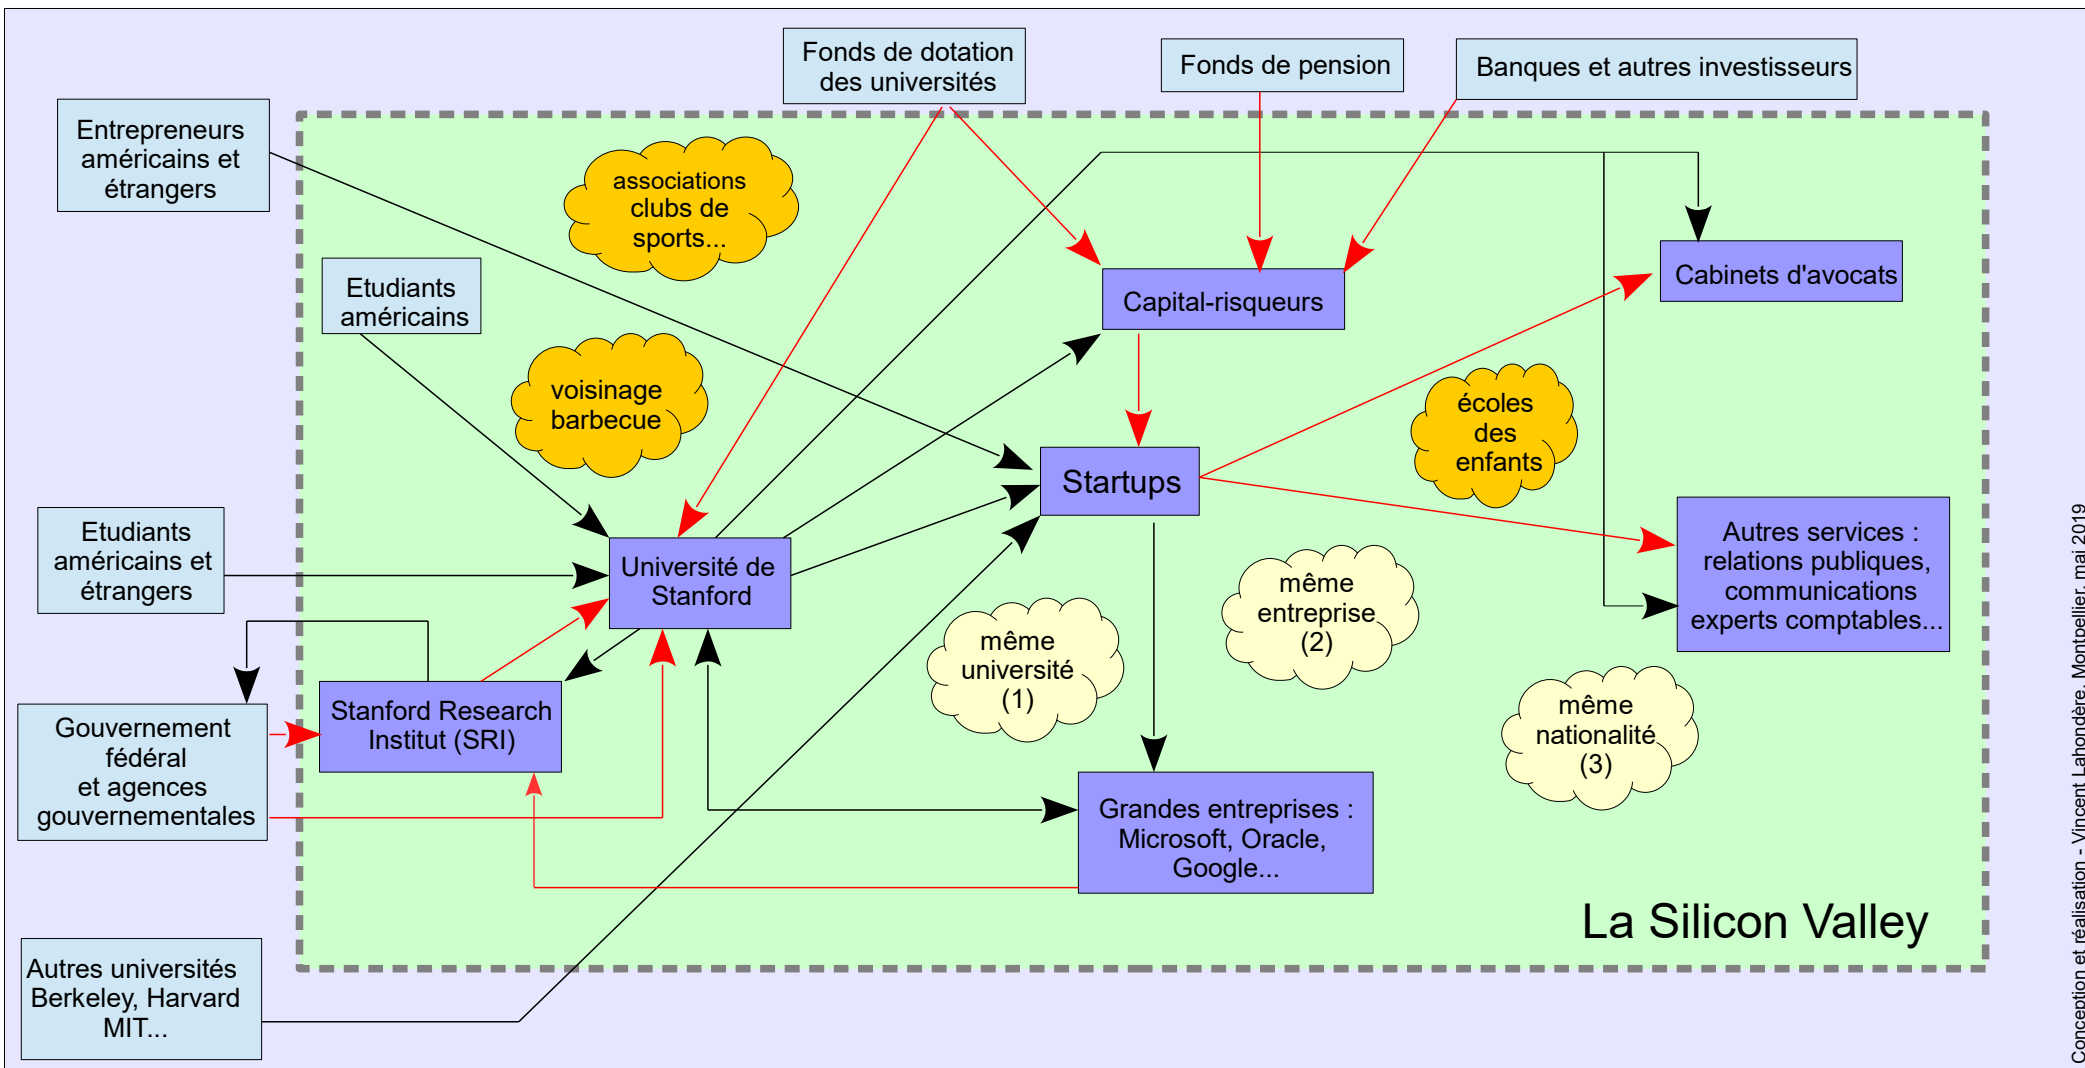 Fonds de dotation
des universités
Fonds de pension
Banques et autres investisseurs
Entrepreneurs
américains et
étrangers
associations
clubs de
sports...
Etudiants
américains
Capital-risqueurs
Cabinets d'avocats
voisinage
barbecue
écoles
des
enfants
Startups
Etudiants
américains et
étrangers
Université de
Stanford
Autres services :
relations publiques,
communications
experts comptables...
même
entreprise
(2)
même
université
(1)
même
nationalité
(3)
Stanford Research
Institut (SRI)
Gouvernement
fédéral
et agences
gouvernementales
Grandes entreprises :
Microsoft, Oracle,
Google...
La Silicon Valley
Autres universités
Berkeley, Harvard
MIT...
Conception et réalisation - Vincent Lahondère, Montpellier, mai 2019